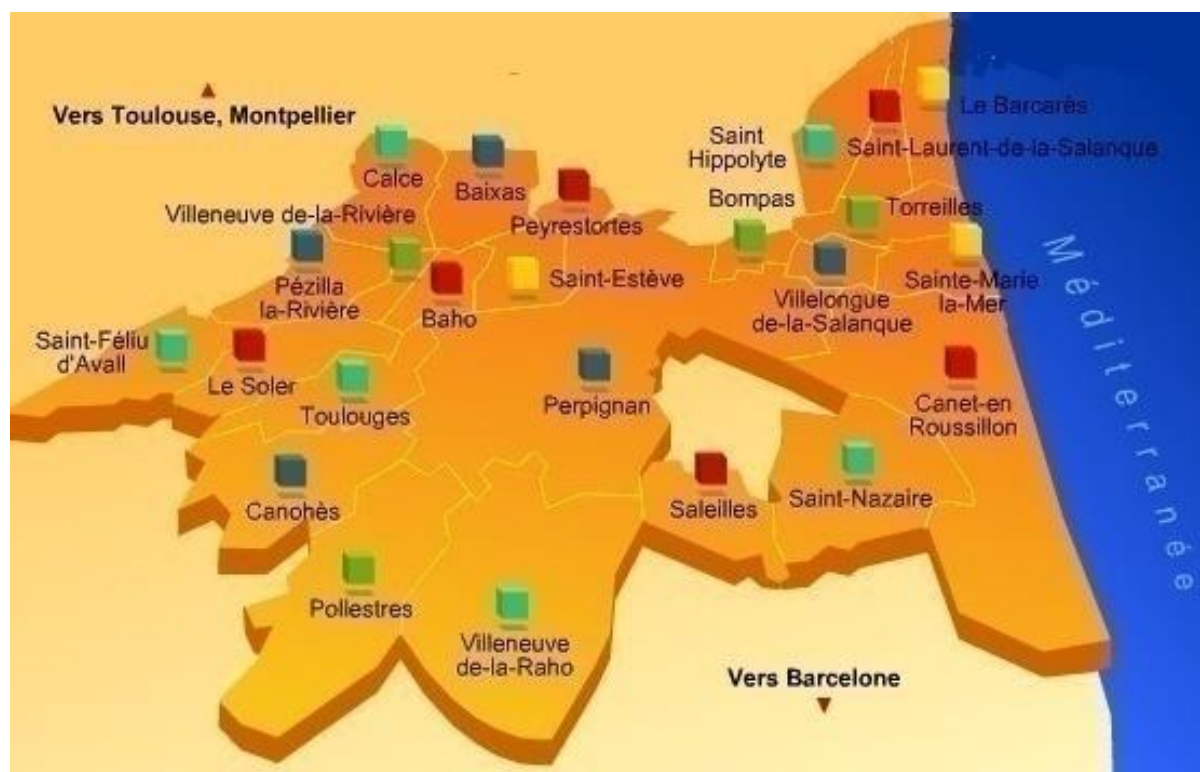 Vers Toulouse, Montpellier
Le Barcarès
Saint
Hippolyte
Saint-Laurent-de-la-Salanque
Calce
Baixas
Peyrestortes
Bompas
Torreilles
Villeneuve de-la-Rivière
Pézilla
la-Rivière
Baho
Saint-Estève
Villelongue
de-la-Salanque
Sainte-Marie
la-Mer
Méditerranée
Saint-Féliu
d'Avall
Le Soler
Toulouges
Perpignan
Canet-en
Roussillon
Canohès
Saleilles
Saint-Nazaire
Pollestres
Villeneuve
de-la-Raho
Vers Barcelone